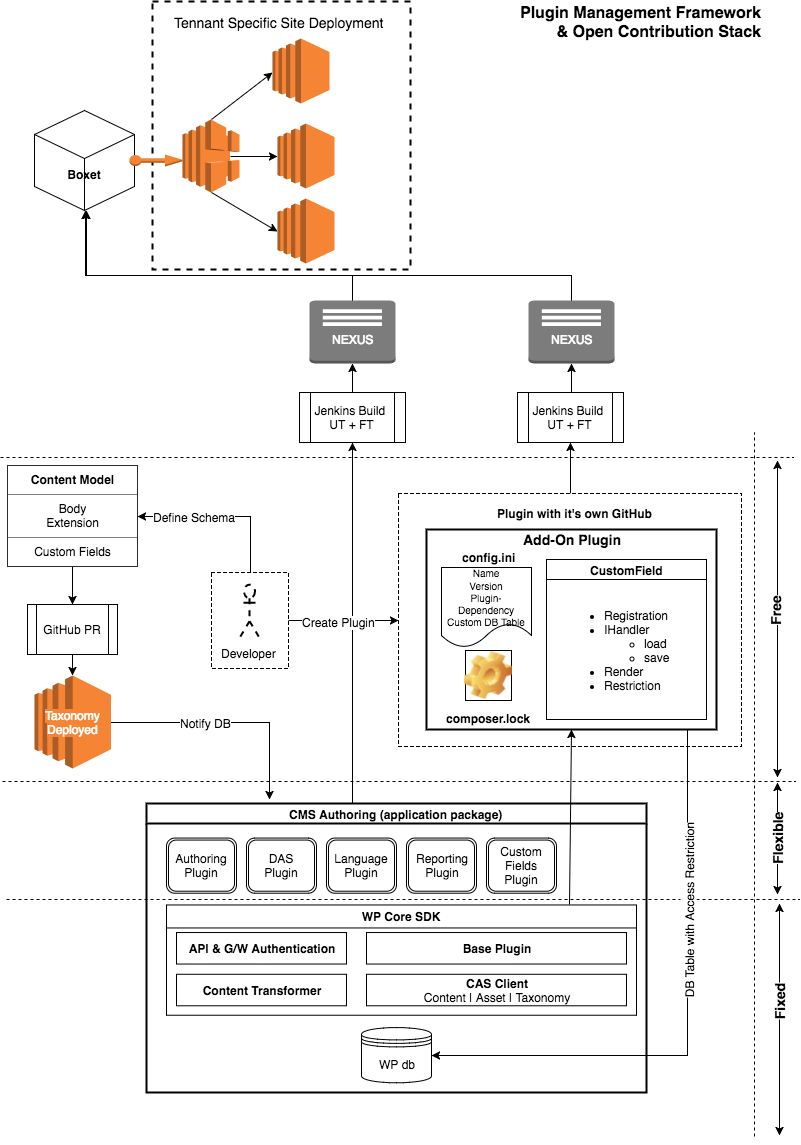 Plugin Management Framework
& Open Contribution Stack
Tennant Specific Site Deployment
Boxet
NEXUS
NEXUS
Jenkins Build
UT + FT
Jenkins Build
UT + FT
Content Model
Body
Extension
Custom Fields
Define Schema
GitHub PR
Developer
Create Plugin
Taxonomy
Deployed
Notify DB
Plugin with it's own GitHub
Add-On Plugin
config.ini
Name
Version
Plugin-
Dependency
Custom DB Table
composer.lock
CustomField
Registration
IHandler
load
save
Render
Restriction
Free
CMS Authoring (application package)
Authoring
Plugin
DAS
Plugin
Language
Plugin
Reporting
Plugin
Custom
Fields
Plugin
Flexible
DB Table with Access Restriction
WP Core SDK
API & G/W Authentication
Base Plugin
Content Transformer
CAS Client
Content | Asset | Taxonomy
WP db
Fixed